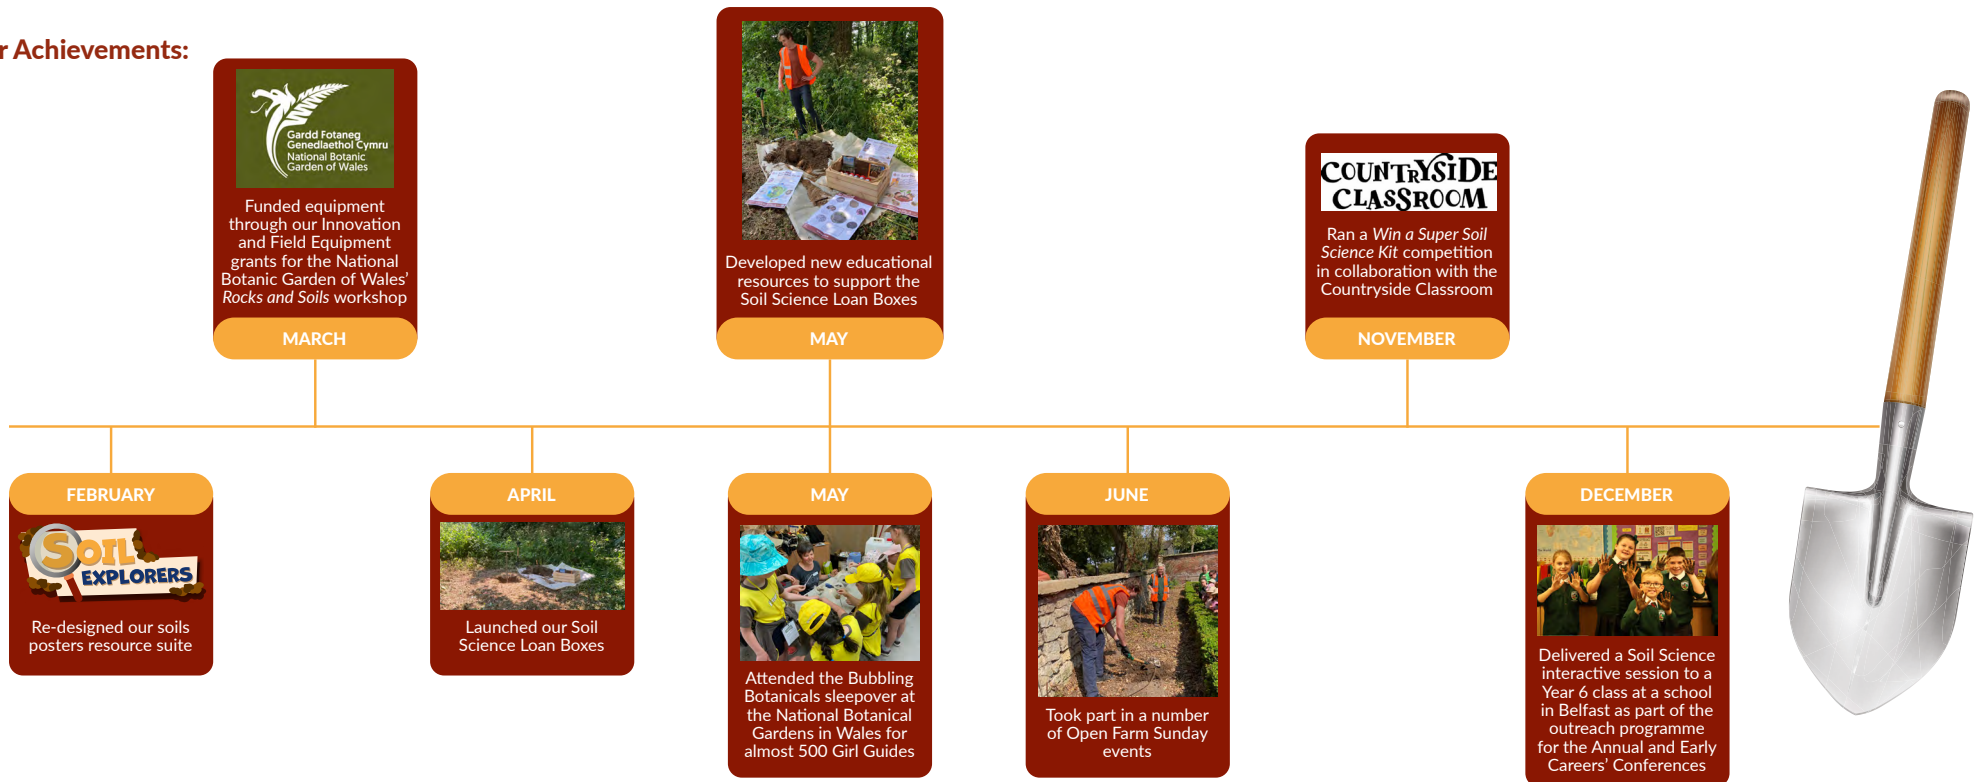 r Achievements:
Gardd Fotaneg
Genedlaethol Cymru
National Botanic
Garden of Wales
Funded equipment
through our Innovation
and Field Equipment
grants for the National
Botanic Garden of Wales'
Rocks and Soils workshop
MARCH
Developed new educational
resources to support the
Soil Science Loan Boxes
MAY
COUNTRYSIDE
CLASSROOM
Ran a Win a Super Soil
Science Kit competition
in collaboration with the
Countryside Classroom
NOVEMBER
FEBRUARY
SOIL
EXPLORERS
Re-designed our soils
posters resource suite
APRIL
Launched our Soil
Science Loan Boxes
MAY
Attended the Bubbling
Botanicals sleepover at
the National Botanical
Gardens in Wales for
almost 500 Girl Guides
JUNE
Took part in a number
of Open Farm Sunday
events
DECEMBER
Delivered a Soil Science
interactive session to a
Year 6 class at a school
in Belfast as part of the
outreach programme
for the Annual and Early
Careers' Conferences